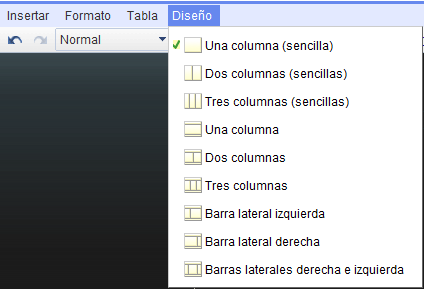 Insertar Formato Tabla Diseño
Normal
Una columna (sencilla)
Dos columnas (sencillas)
Tres columnas (sencillas)
Una columna
Dos columnas
Tres columnas
Barra lateral izquierda
Barra lateral derecha
Barras laterales derecha e izquierda